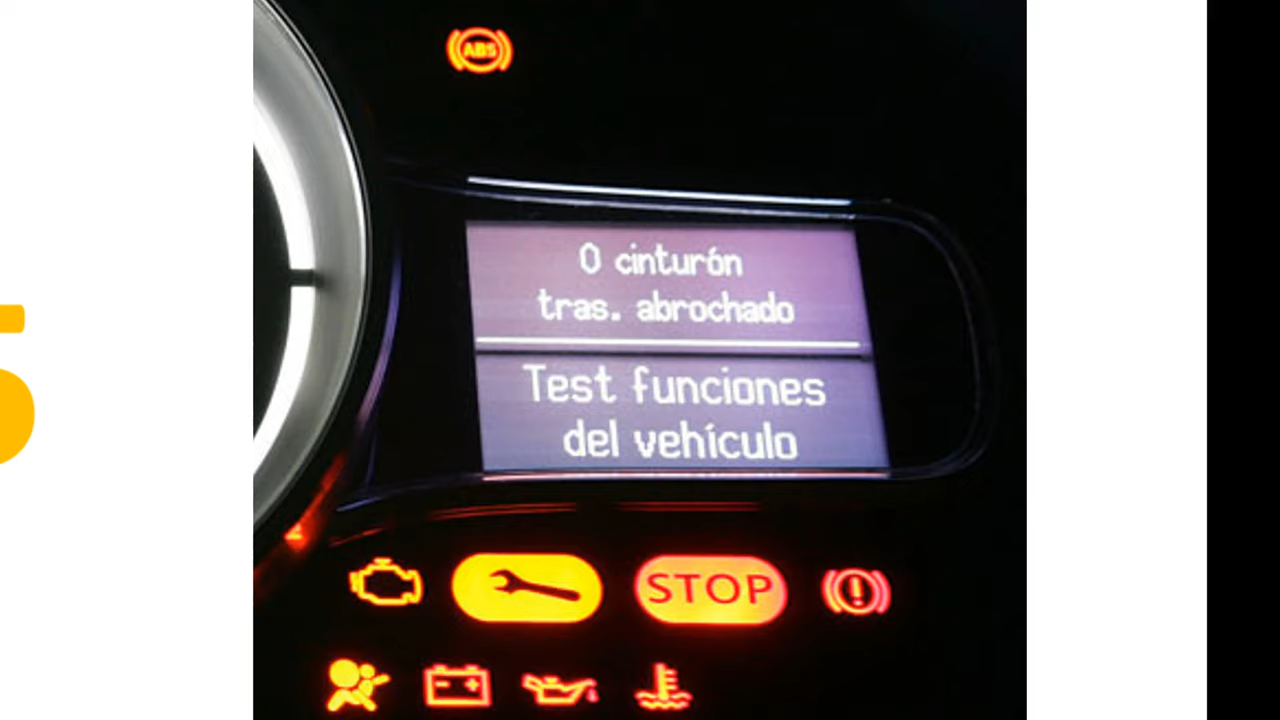 ABS
0 cinturón
tras. abrochado
Test funciones
del vehículo
STOP